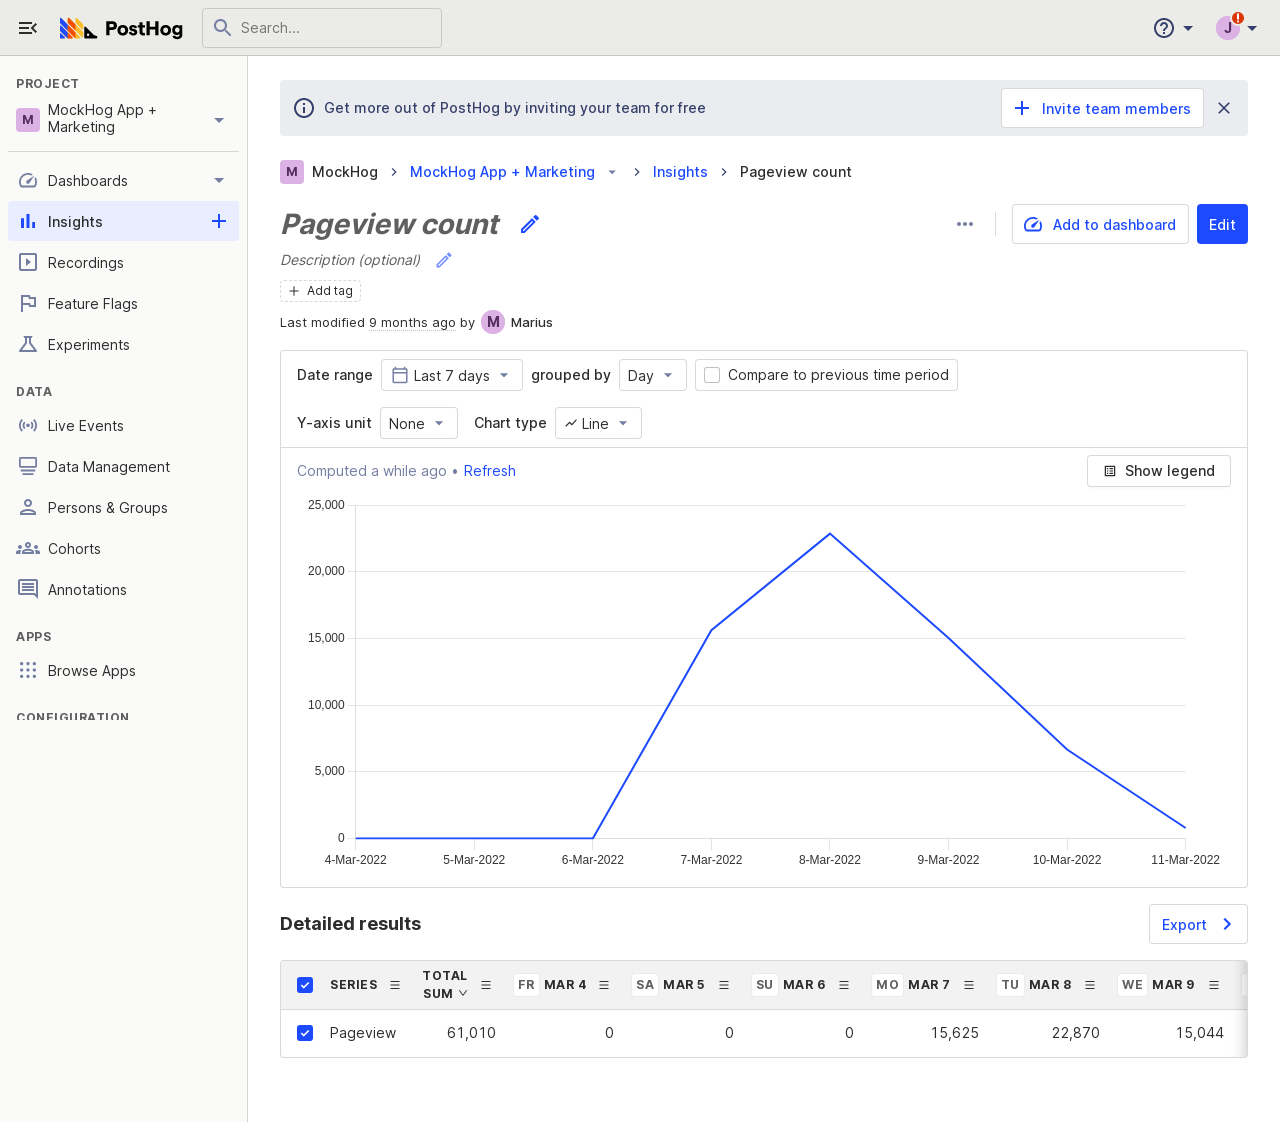 PostHog
Search...
J
PROJECT
M MockHog App + Marketing
Dashboards
Insights
Recordings
Feature Flags
Experiments
DATA
Live Events
Data Management
Persons & Groups
Cohorts
Annotations
APPS
Browse Apps
CONFIGURATION
Get more out of PostHog by inviting your team for free
Invite team members
M MockHog > MockHog App + Marketing > Insights > Pageview count
Pageview count
Add to dashboard
Edit
Description (optional)
Add tag
Last modified 9 months ago by M Marius
Date range Last 7 days grouped by Day Compare to previous time period
Y-axis unit None Chart type Line
Computed a while ago • Refresh
Show legend
25,000
20,000
15,000
10,000
5,000
0
4-Mar-2022 5-Mar-2022 6-Mar-2022 7-Mar-2022 8-Mar-2022 9-Mar-2022 10-Mar-2022 11-Mar-2022
Detailed results
Export
SERIES TOTAL SUM FR MAR 4 SA MAR 5 SU MAR 6 MO MAR 7 TU MAR 8 WE MAR 9
Pageview 61,010 0 0 0 15,625 22,870 15,044